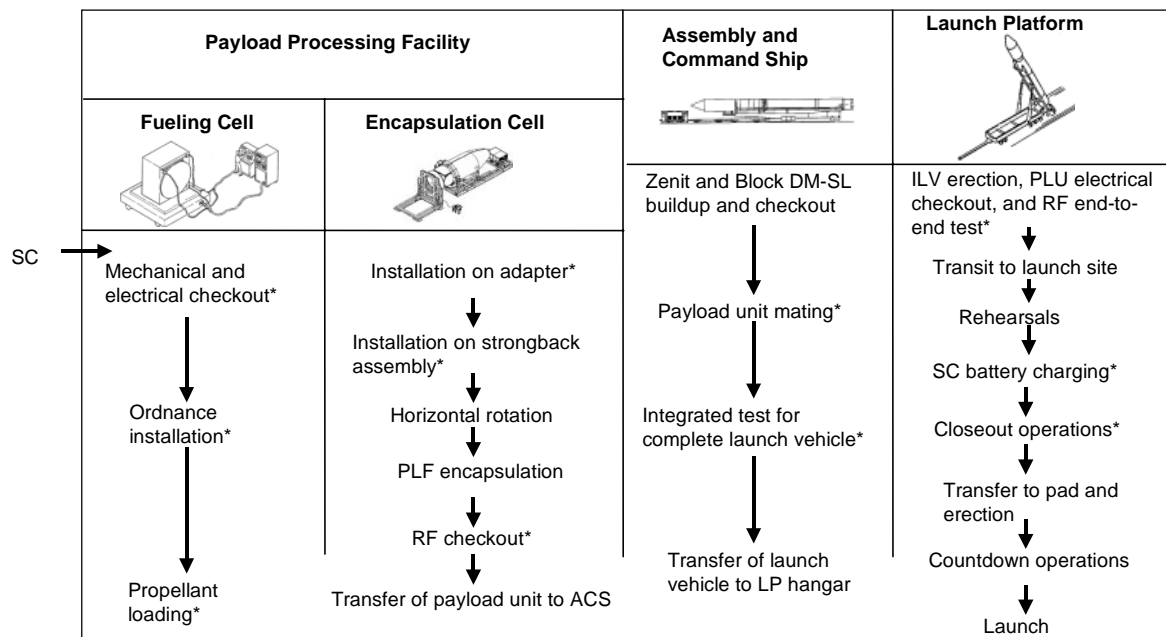 Payload Processing Facility
Assembly and
Command Ship
Launch Platform
Fueling Cell
Encapsulation Cell
SC
Mechanical and
electrical checkout*
Ordnance
installation*
Propellant
loading*
Installation on adapter*
Installation on strongback
assembly*
Horizontal rotation
PLF encapsulation
RF checkout*
Transfer of payload unit to ACS
Zenit and Block DM-SL
buildup and checkout
Payload unit mating*
Integrated test for
complete launch vehicle*
Transfer of launch
vehicle to LP hangar
ILV erection, PLU electrical
checkout, and RF end-to-
end test*
Transit to launch site
Rehearsals
SC battery charging*
Closeout operations*
Transfer to pad and
erection
Countdown operations
Launch